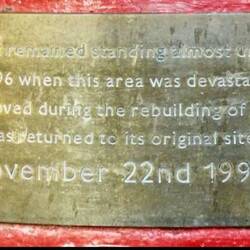 remained standing almost u
96 when this area was devasta
oved during the rebuilding of
as returned to its original site
ovember 22nd 199